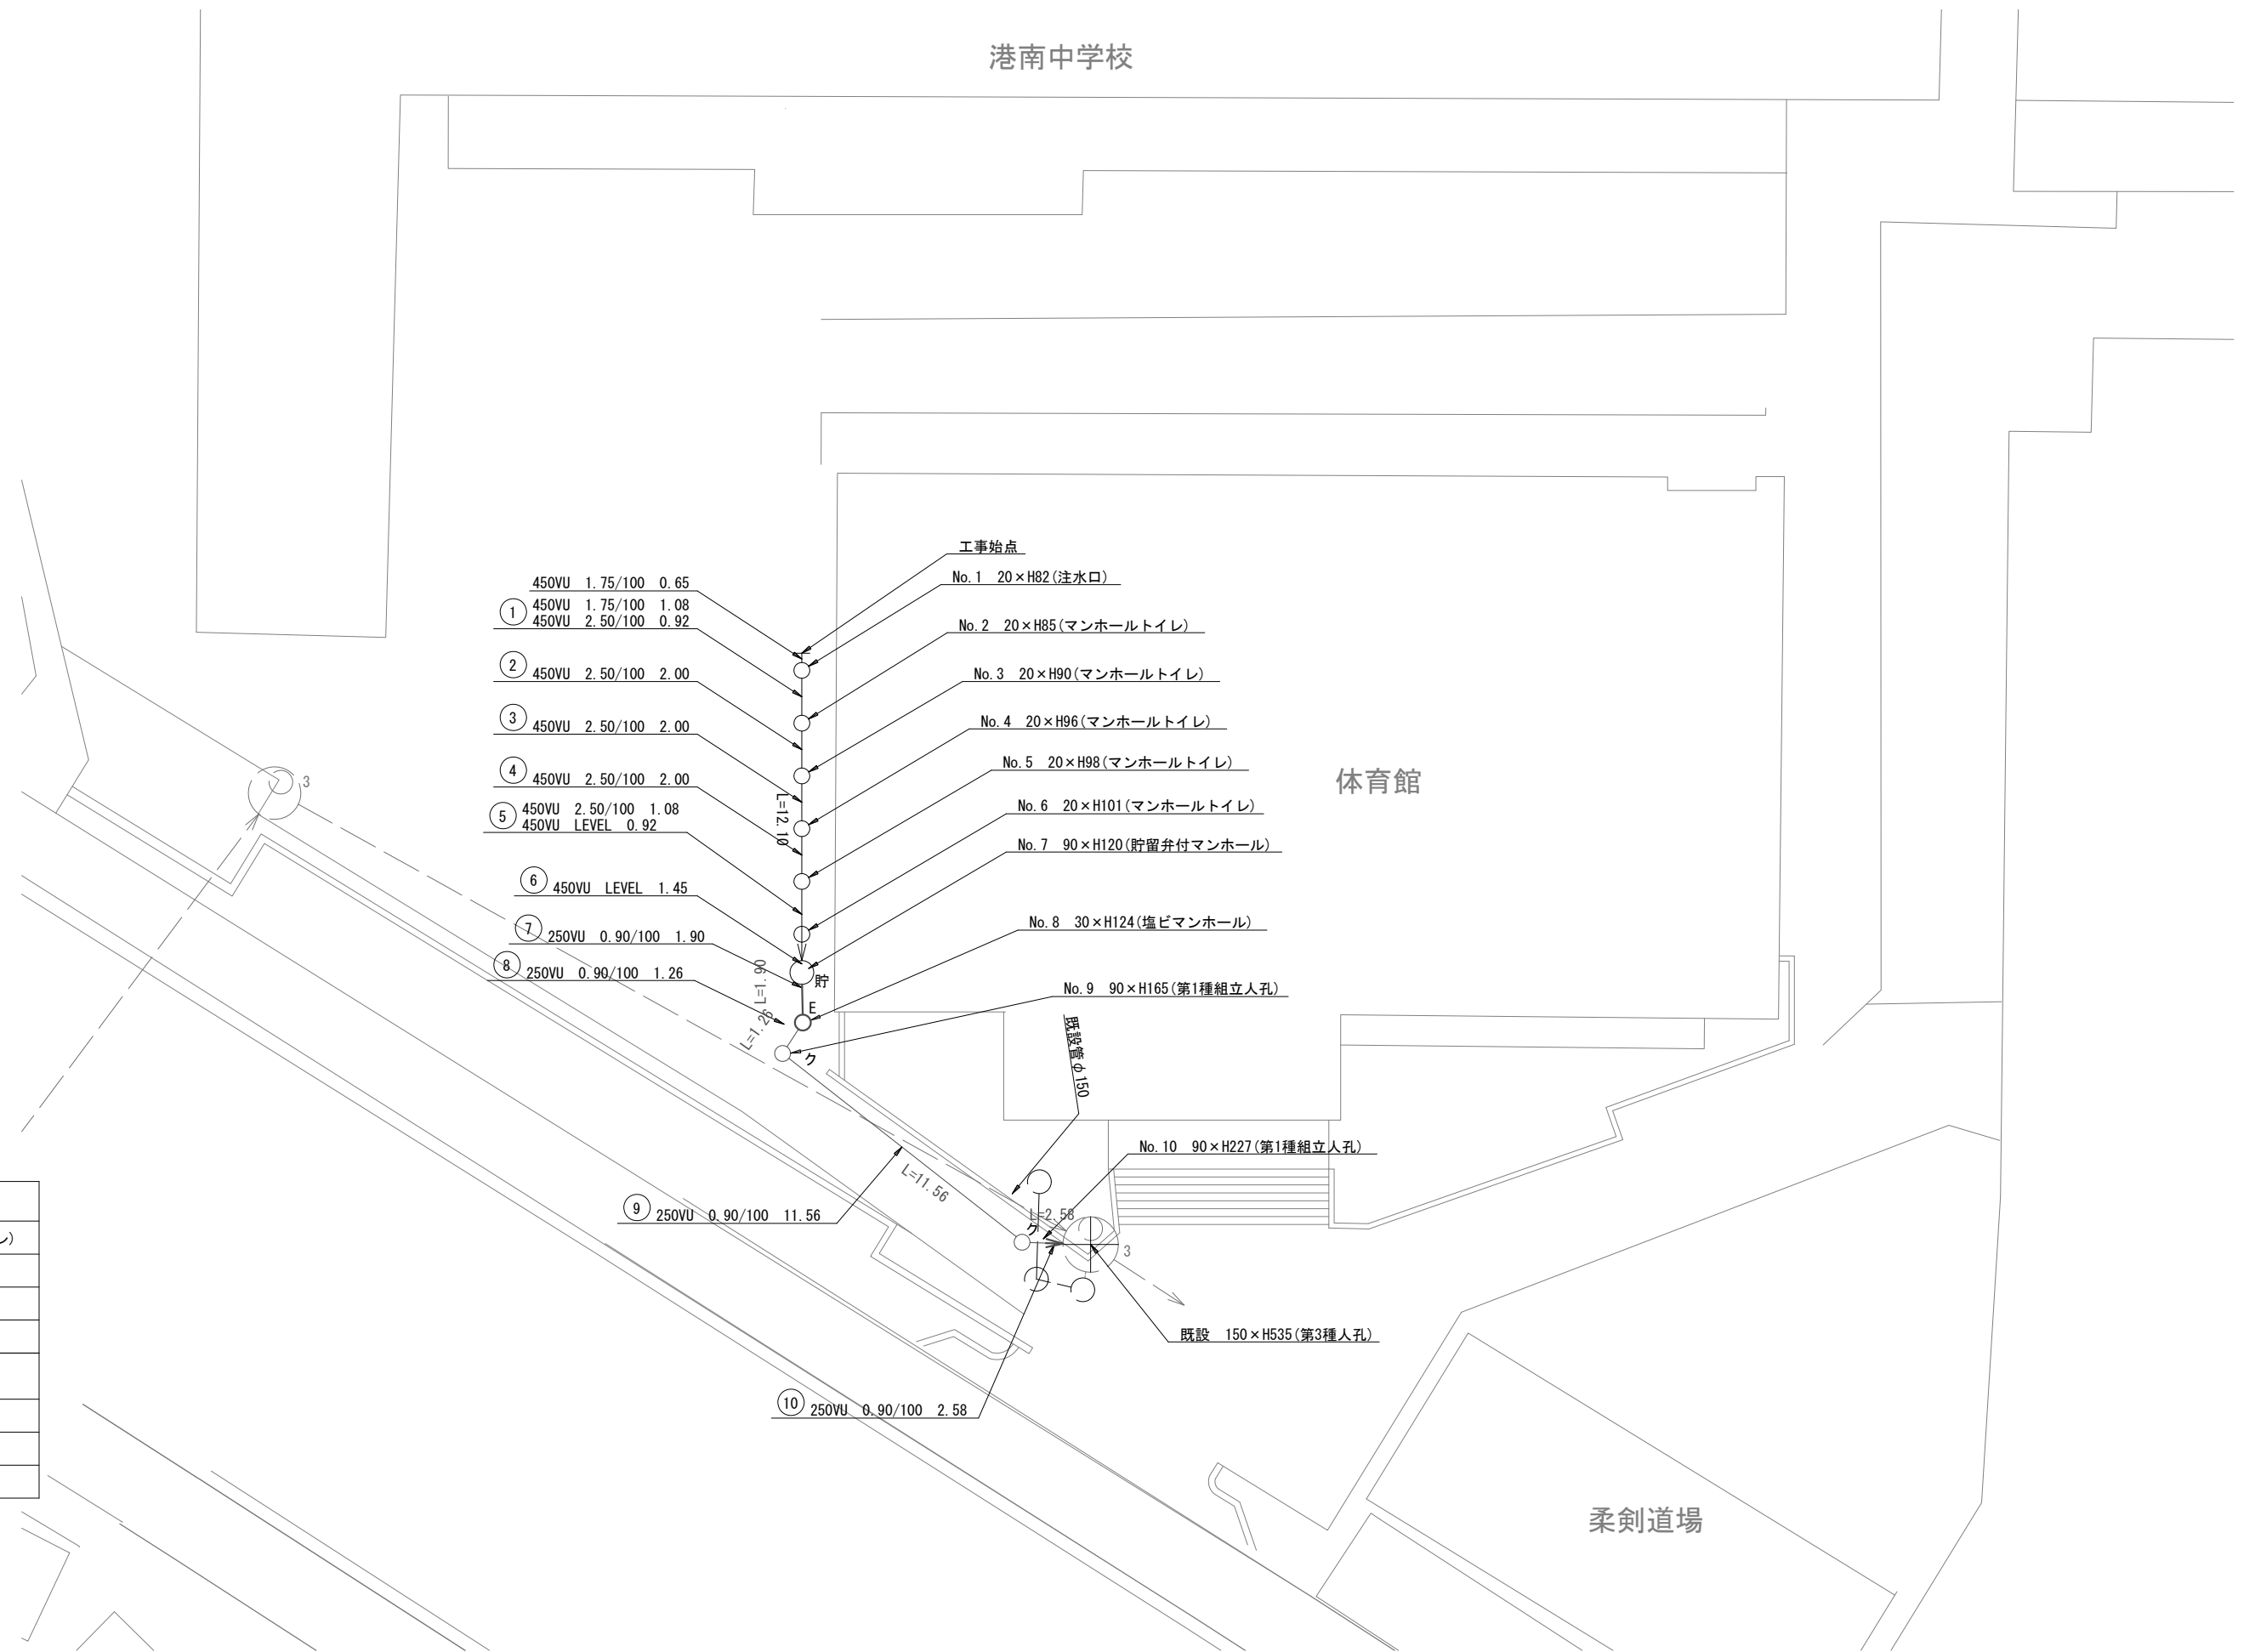 港南中学校
工事始点
450VU 1.75/100 0.65
No.1 20×H82(注水口)
① 450VU 1.75/100 1.08
450VU 2.50/100 0.92
No.2 20×H85(マンホールトイレ)
② 450VU 2.50/100 2.00
No.3 20×H90(マンホールトイレ)
③ 450VU 2.50/100 2.00
No.4 20×H96(マンホールトイレ)
④ 450VU 2.50/100 2.00
No.5 20×H98(マンホールトイレ)
体育館
3
L=12.10
⑤ 450VU 2.50/100 1.08
450VU LEVEL 0.92
No.6 20×H101(マンホールトイレ)
No.7 90×H120(貯留弁付マンホール)
⑥ 450VU LEVEL 1.45
No.8 30×H124(塩ビマンホール)
⑦ 250VU 0.90/100 1.90
⑧ 250VU 0.90/100 1.26
貯
L=1.90
No.9 90×H165(第1種組立人孔)
E
L=1.26
ク
既設管φ150
No.10 90×H227(第1種組立人孔)
L=11.56
⑨ 250VU 0.90/100 11.56
L=2.58
ク
3
レ)
既設 150×H535(第3種人孔)
⑩ 250VU 0.90/100 2.58
柔剣道場